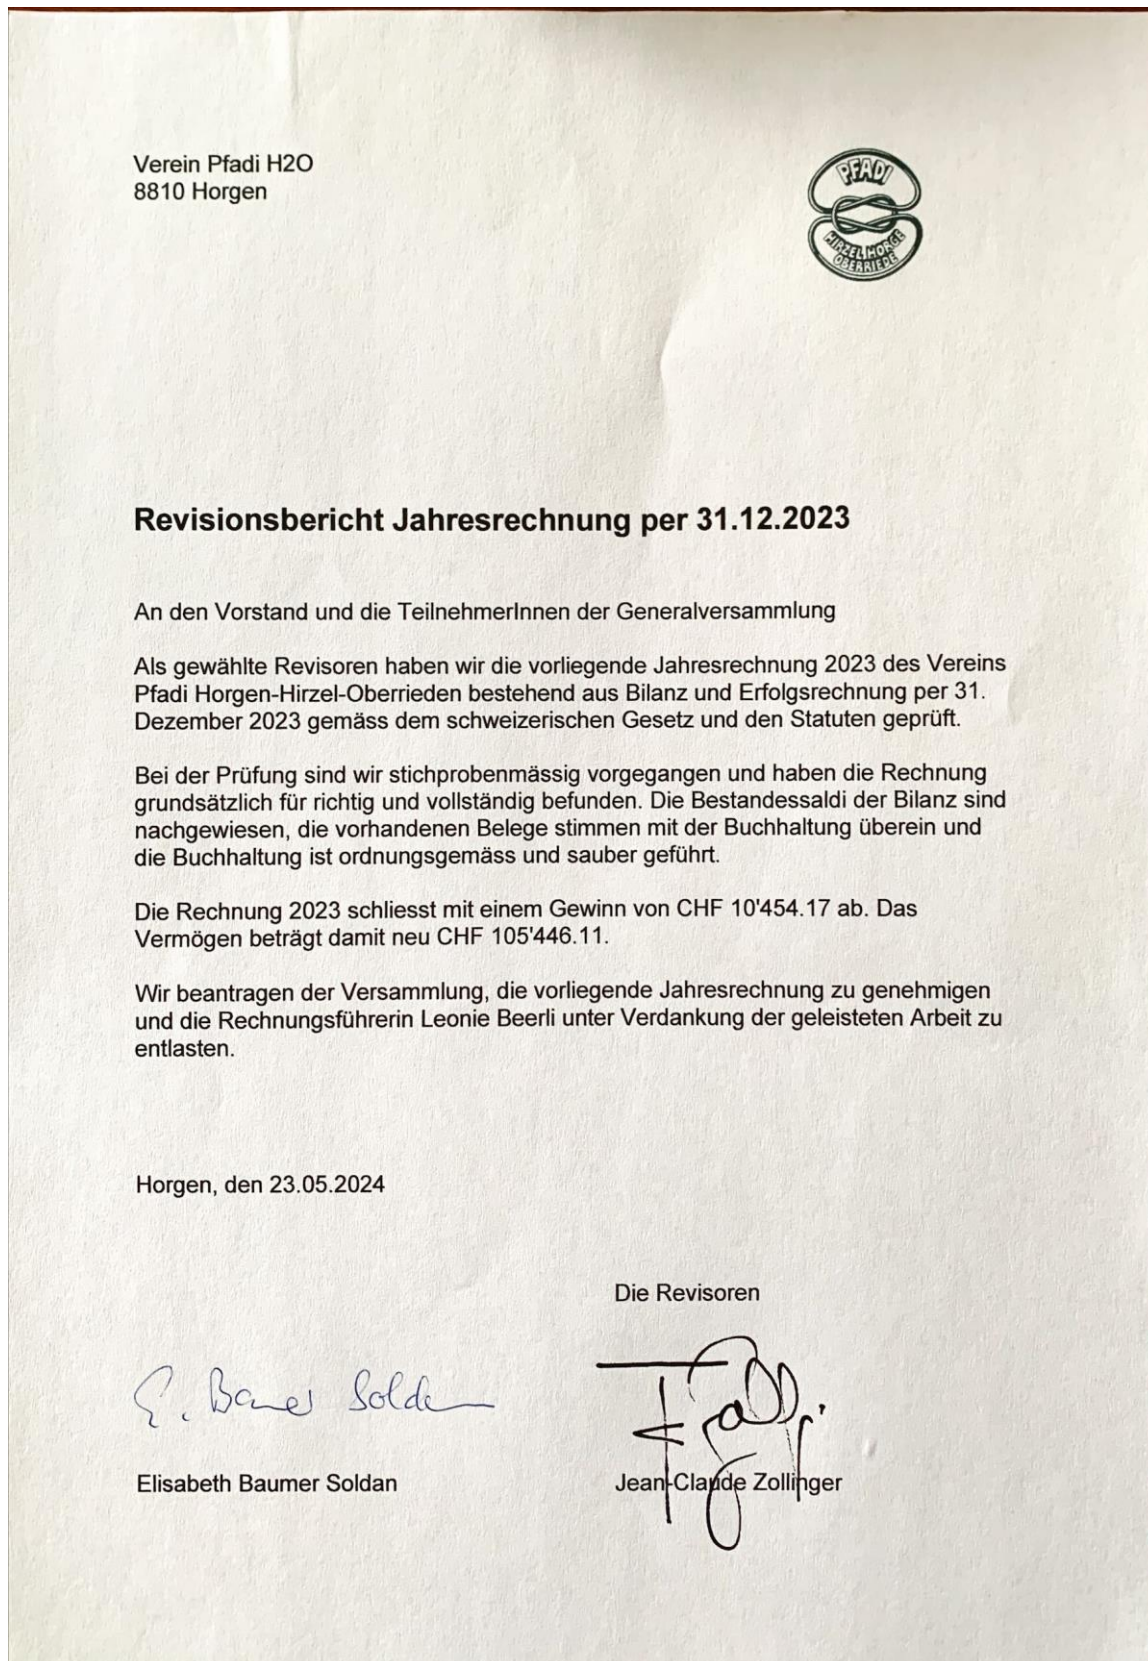 Verein Pfadi H2O
8810 Horgen
PFADI
HIRZEL HORGE
OBERRIEDE
Revisionsbericht Jahresrechnung per 31.12.2023
An den Vorstand und die TeilnehmerInnen der Generalversammlung
Als gewählte Revisoren haben wir die vorliegende Jahresrechnung 2023 des Vereins
Pfadi Horgen-Hirzel-Oberrieden bestehend aus Bilanz und Erfolgsrechnung per 31.
Dezember 2023 gemäss dem schweizerischen Gesetz und den Statuten geprüft.
Bei der Prüfung sind wir stichprobenmässig vorgegangen und haben die Rechnung
grundsätzlich für richtig und vollständig befunden. Die Bestandessaldi der Bilanz sind
nachgewiesen, die vorhandenen Belege stimmen mit der Buchhaltung überein und
die Buchhaltung ist ordnungsgemäss und sauber geführt.
Die Rechnung 2023 schliesst mit einem Gewinn von CHF 10'454.17 ab. Das
Vermögen beträgt damit neu CHF 105'446.11.
Wir beantragen der Versammlung, die vorliegende Jahresrechnung zu genehmigen
und die Rechnungsführerin Leonie Beerli unter Verdankung der geleisteten Arbeit zu
entlasten.
Horgen, den 23.05.2024
Die Revisoren
Elisabeth Baumer Soldan
Jean-Claude Zollinger